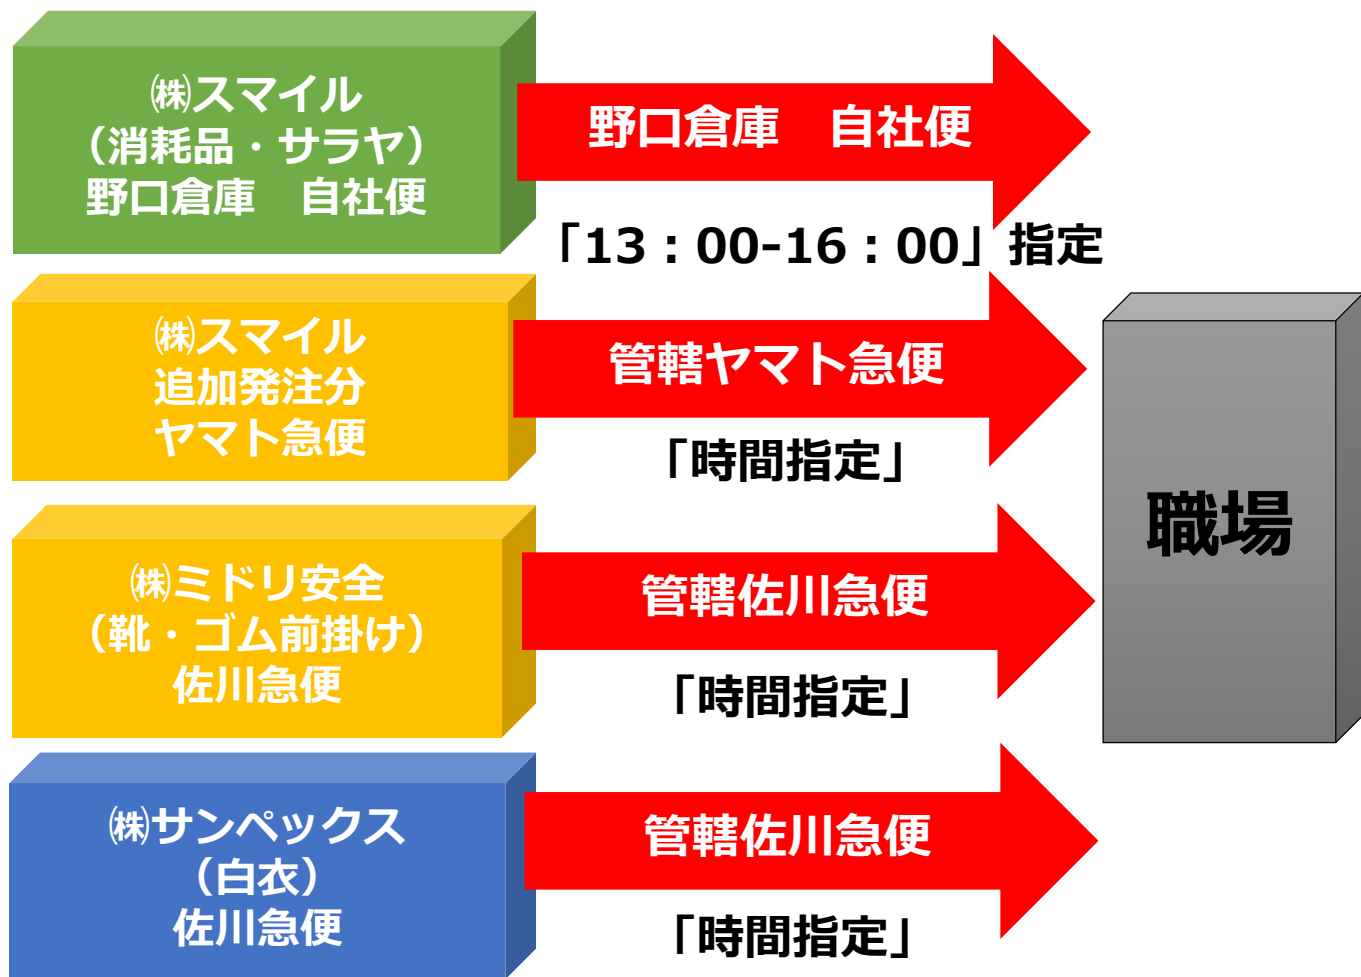 ㈱スマイル
（消耗品・サラヤ）
野口倉庫　自社便
野口倉庫　自社便
「13：00-16：00」指定
㈱スマイル
追加発注分
ヤマト急便
管轄ヤマト急便
「時間指定」
㈱ミドリ安全
（靴・ゴム前掛け）
佐川急便
管轄佐川急便
「時間指定」
㈱サンペックス
（白衣）
佐川急便
管轄佐川急便
「時間指定」
職場